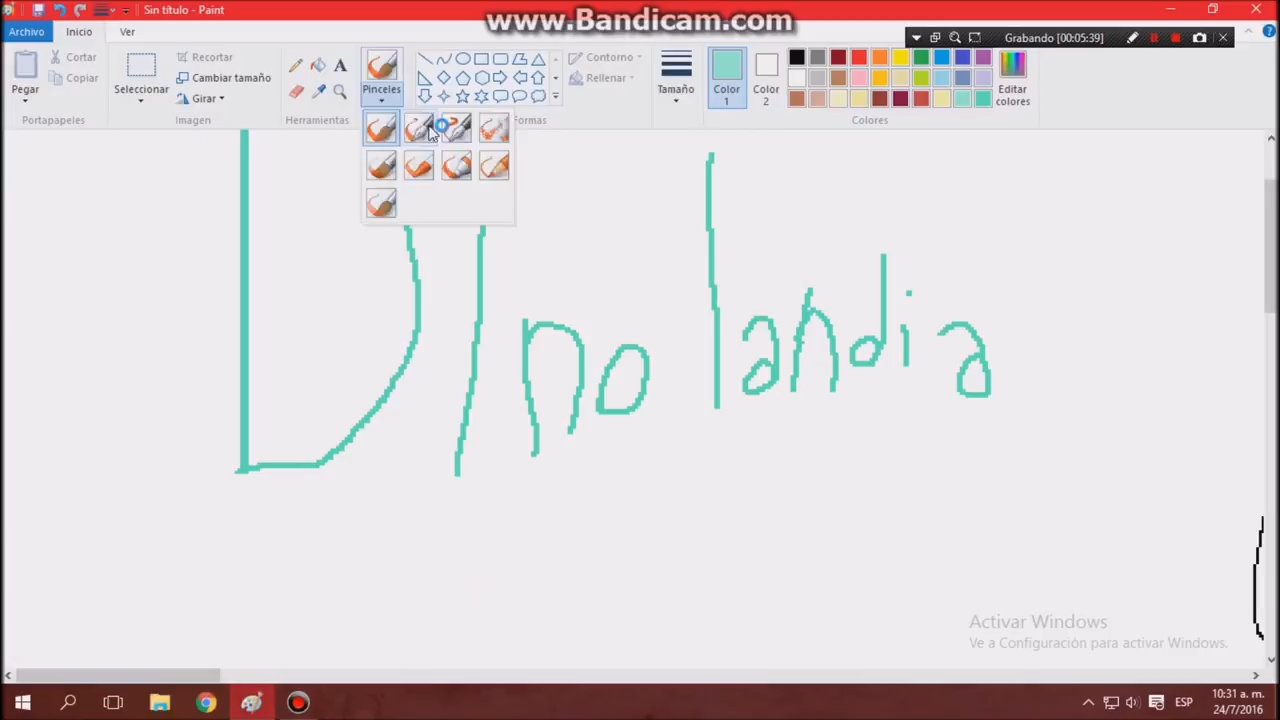 www.Bandicam.com
Sin título - Paint
Archivo Inicio Ver
Grabando [00:05:39]
Pegar
Cortar
Copiar
Portapapeles
Seleccionar
Recortar
Cambiar tamaño
Girar
Imagen
A
Herramientas
Pinceles
Contorno
Rellenar
Formas
Tamaño
Color 1
Color 2
Editar colores
Colores
Dino landia
Activar Windows
Ve a Configuración para activar Windows.
ESP
10:31 a. m.
24/7/2016